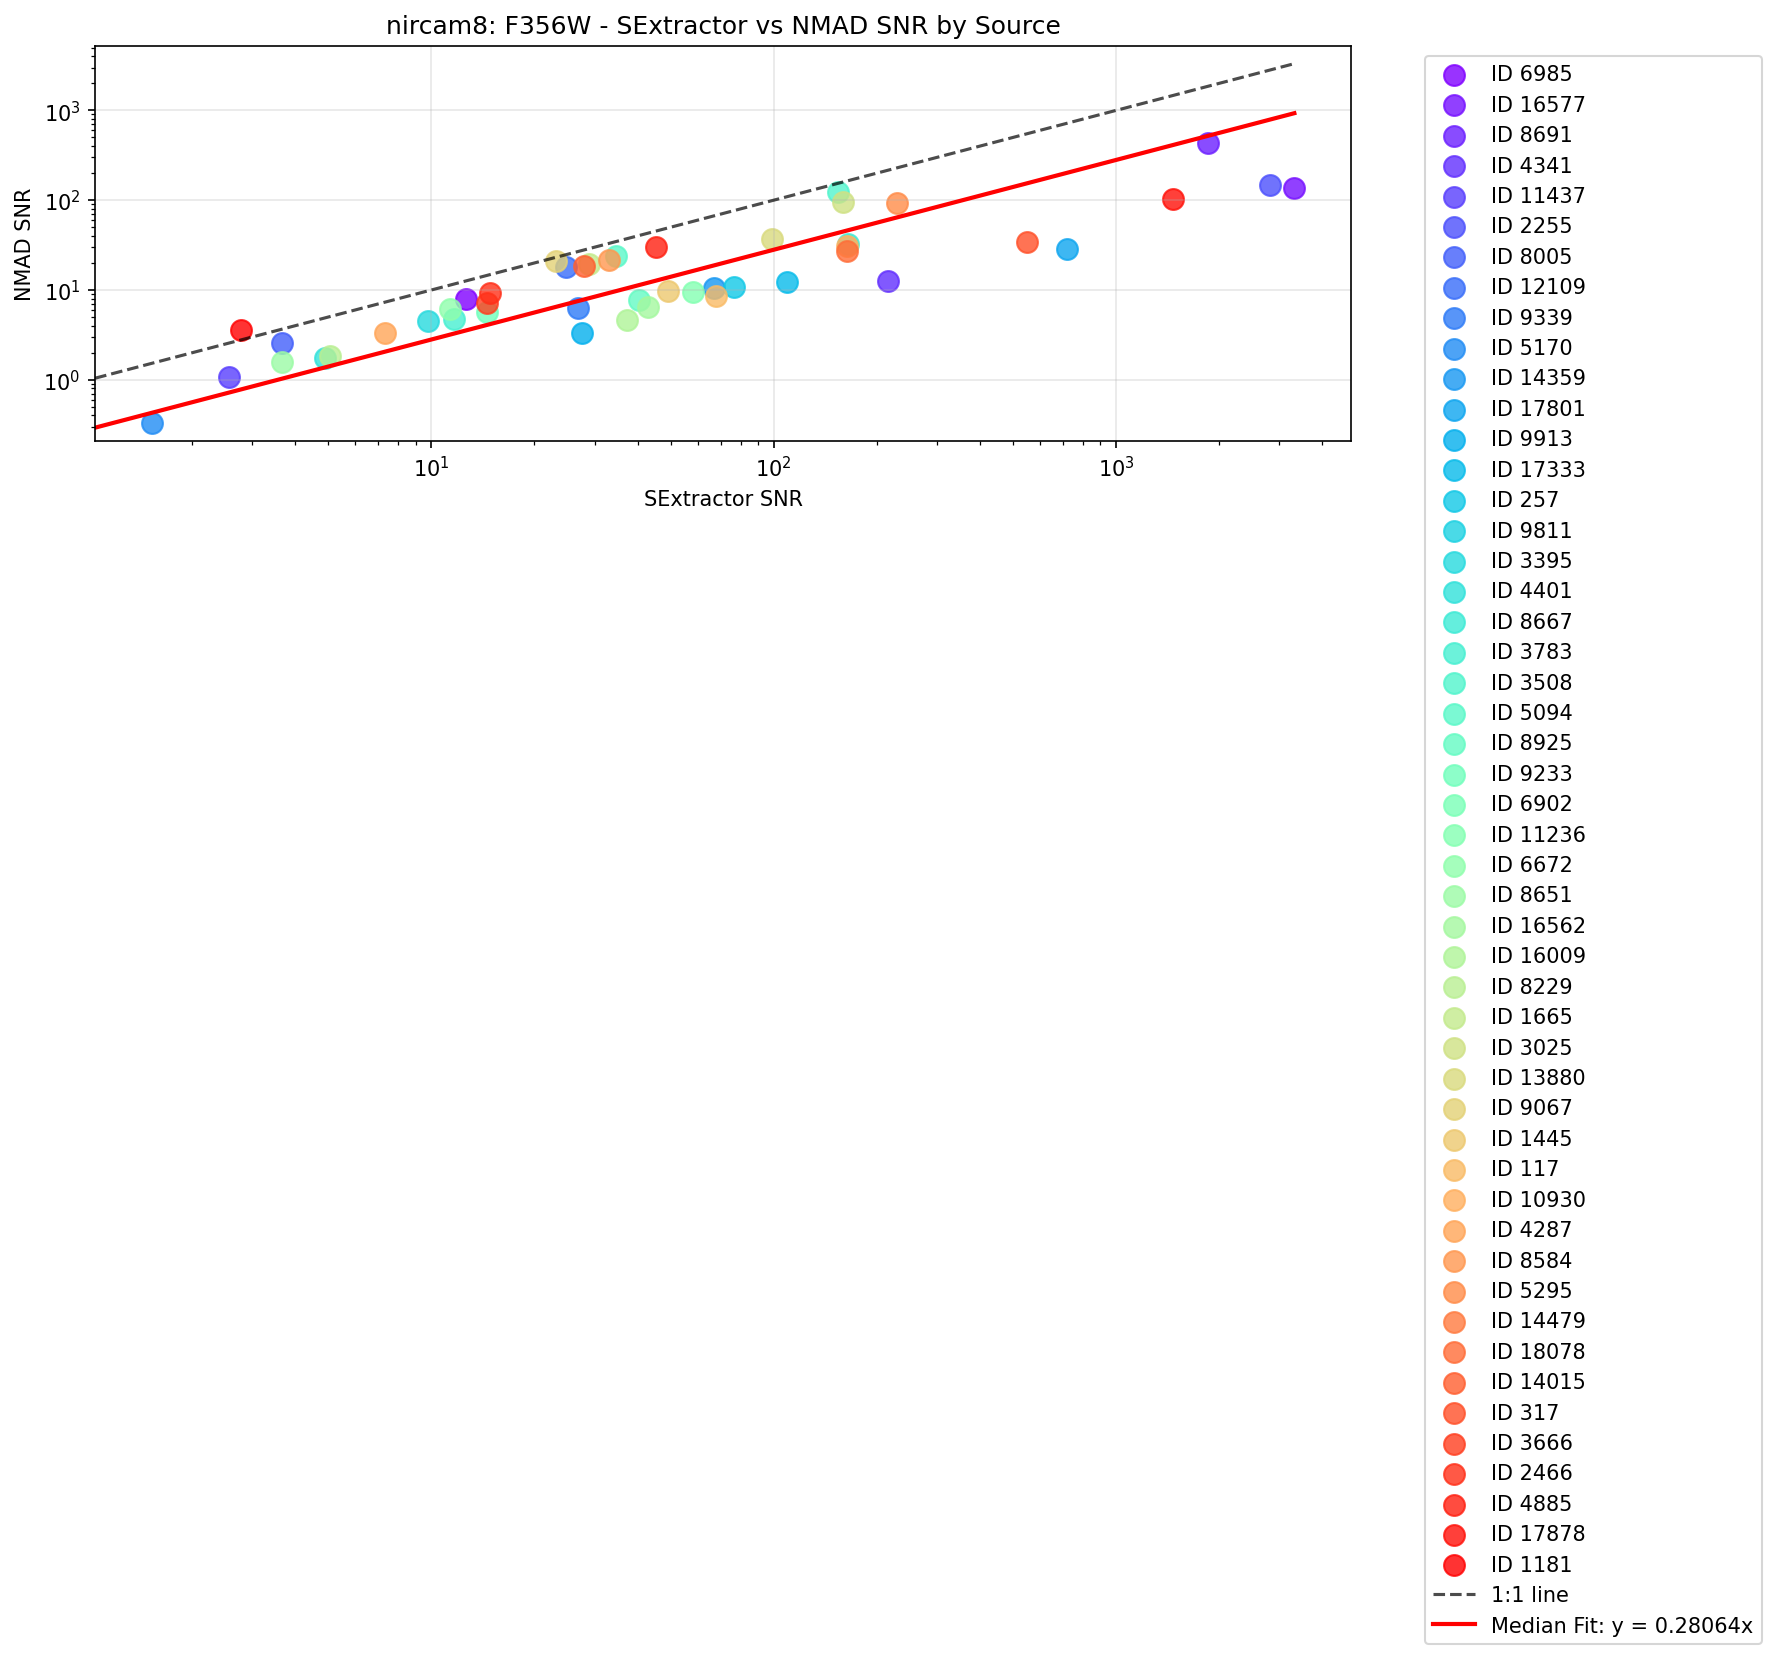 nircam8: F356W - SExtractor vs NMAD SNR by Source
NMAD SNR
10³
10²
10¹
10⁰
10¹
10²
10³
SExtractor SNR
ID 6985
ID 16577
ID 8691
ID 4341
ID 11437
ID 2255
ID 8005
ID 12109
ID 9339
ID 5170
ID 14359
ID 17801
ID 9913
ID 17333
ID 257
ID 9811
ID 3395
ID 4401
ID 8667
ID 3783
ID 3508
ID 5094
ID 8925
ID 9233
ID 6902
ID 11236
ID 6672
ID 8651
ID 16562
ID 16009
ID 8229
ID 1665
ID 3025
ID 13880
ID 9067
ID 1445
ID 117
ID 10930
ID 4287
ID 8584
ID 5295
ID 14479
ID 18078
ID 14015
ID 317
ID 3666
ID 2466
ID 4885
ID 17878
ID 1181
1:1 line
Median Fit: y = 0.28064x